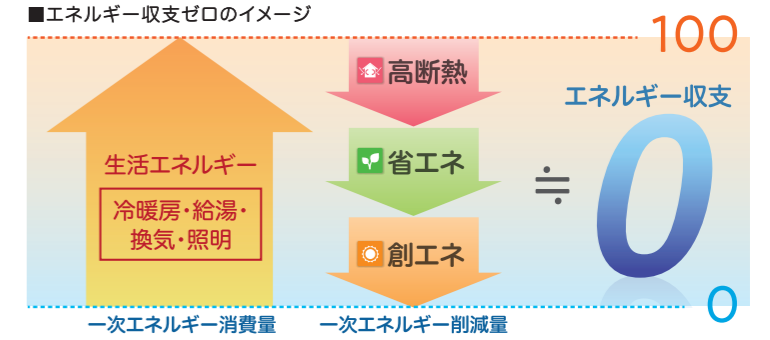 ■エネルギー収支ゼロのイメージ
100
高断熱
エネルギー収支
生活エネルギー
省エネ
≒
0
冷暖房・給湯・
換気・照明
創エネ
0
一次エネルギー消費量
一次エネルギー削減量